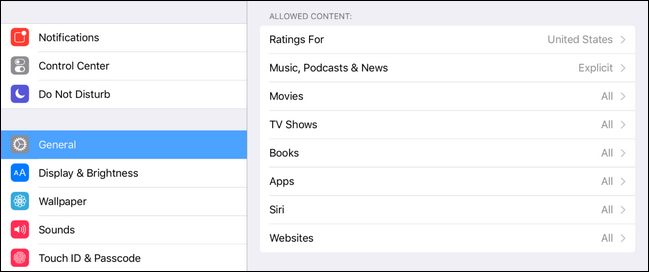 Notifications
Control Center
Do Not Disturb
General
Display & Brightness
Wallpaper
Sounds
Touch ID & Passcode
ALLOWED CONTENT:
Ratings For United States
Music, Podcasts & News Explicit
Movies All
TV Shows All
Books All
Apps All
Siri All
Websites All